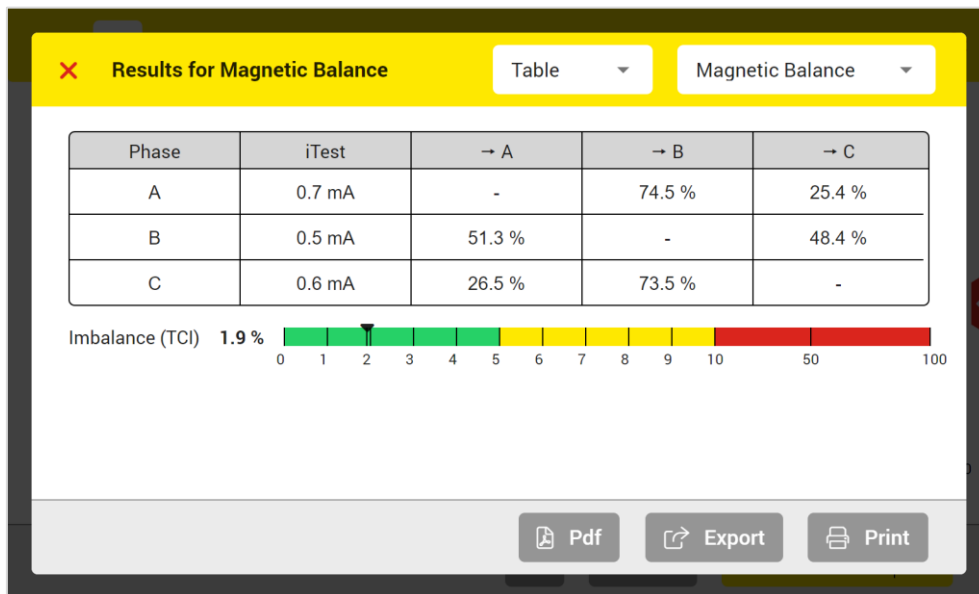 Results for Magnetic Balance Table Magnetic Balance
Phase iTest → A → B → C
A 0.7 mA - 74.5 % 25.4 %
B 0.5 mA 51.3 % - 48.4 %
C 0.6 mA 26.5 % 73.5 % -
Imbalance (TCI) 1.9 %
0 1 2 3 4 5 6 7 8 9 10 50 100
Pdf Export Print